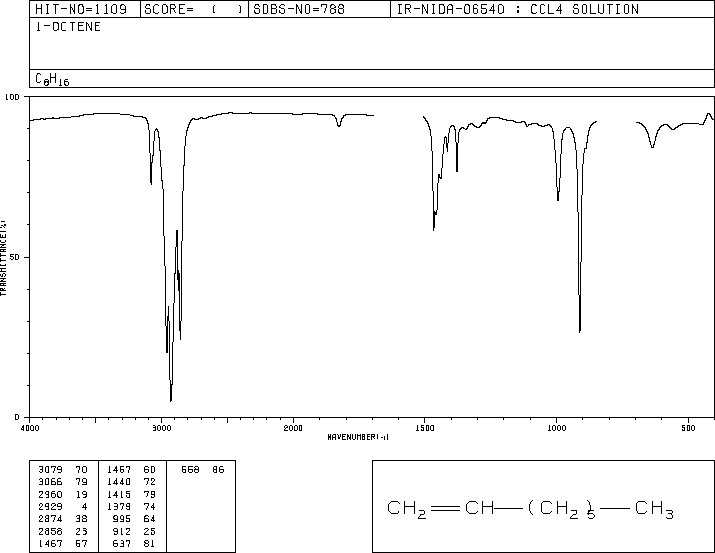 HIT-NO=1109 SCORE= ( ) SDBS-NO=788 IR-NIDA-06540 : CCL4 SOLUTION
1-OCTENE
C8H16
100
50
0
TRANSMITTANCE(%)
4000 3000 2000 1500 1000 500
WAVENUMBER(-1)
3079 70 1467 60 558 86
3066 79 1440 72
2960 19 1415 79
2929 4 1379 74
2874 38 995 64
2858 23 912 25
1467 57 637 81
CH2=CH—(CH2)5—CH3